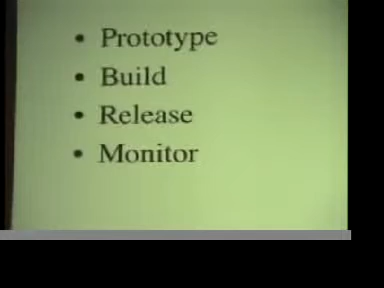 • Prototype
• Build
• Release
• Monitor